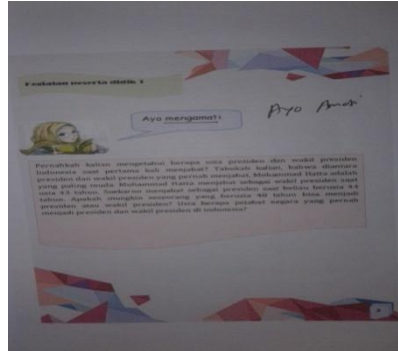 Kegiatan peserta didik 1
Ayo mengamati
Ayo Amati
Pernahkah kalian mengetahui berapa usia presiden dan wakil presiden
Indonesia saat pertama kali menjabat? Tahukah kalian, bahwa diantara
presiden dan wakil presiden yang pernah menjabat, Mohammad Hatta adalah
yang paling muda. Mohammad Hatta menjabat sebagai wakil presiden saat
usia 43 tahun. Soekarno menjabat sebagai presiden saat beliau berusia 44
tahun. Apakah mungkin seseorang yang berusia 40 tahun bisa menjadi
presiden atau wakil presiden? Usia berapa pejabat negara yang pernah
menjadi presiden dan wakil presiden di Indonesia?